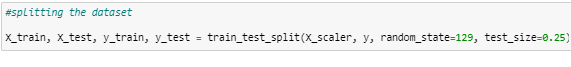 #splitting the dataset
X_train, X_test, y_train, y_test = train_test_split(X_scaler, y, random_state=129, test_size=0.25)